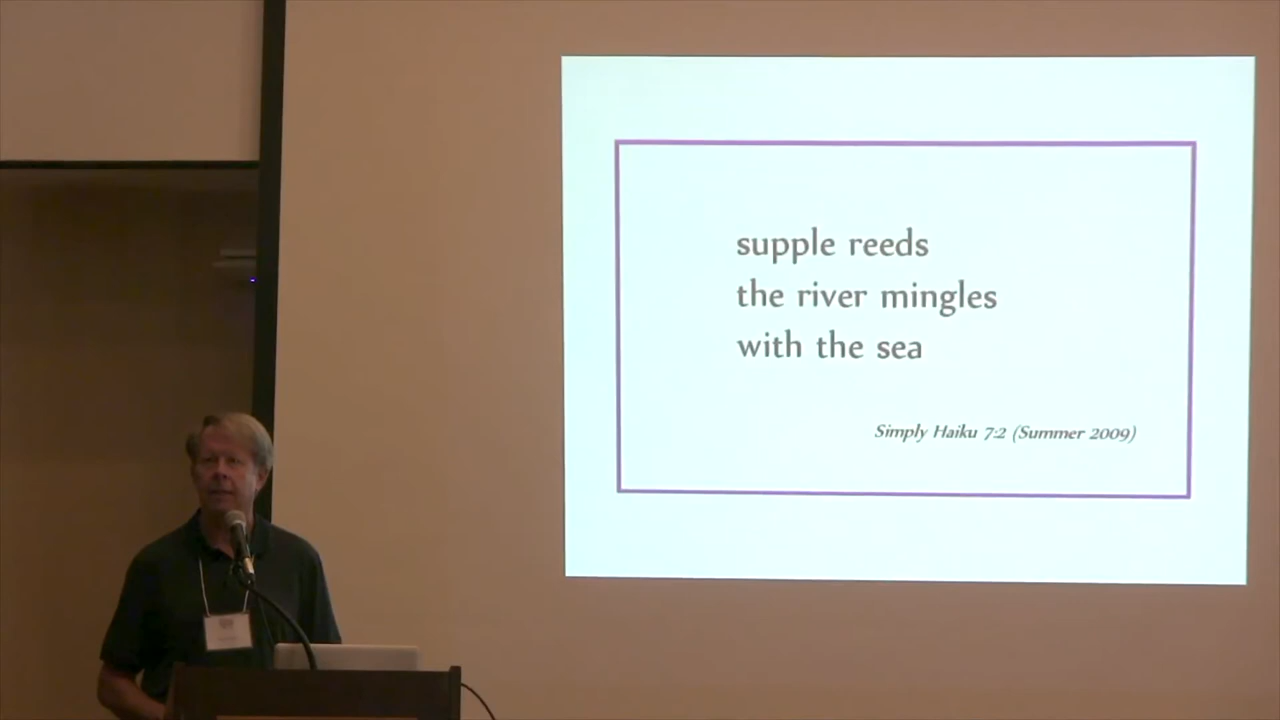 supple reeds
the river mingles
with the sea
Simply Haiku 7:2 (Summer 2009)